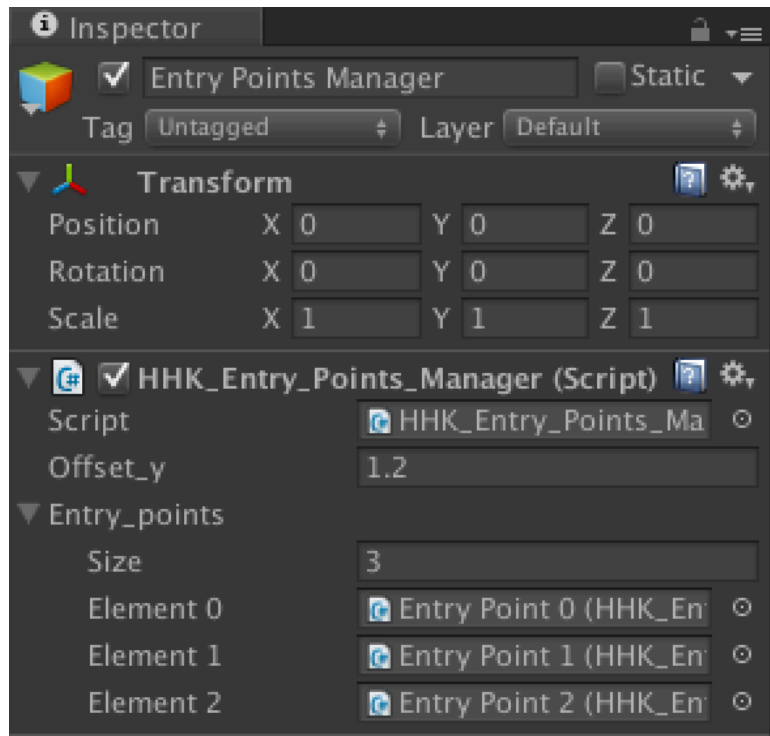 Inspector
Entry Points Manager Static
Tag Untagged Layer Default
Transform
Position X 0 Y 0 Z 0
Rotation X 0 Y 0 Z 0
Scale X 1 Y 1 Z 1
C# HHK_Entry_Points_Manager (Script)
Script HHK_Entry_Points_Ma
Offset_y 1.2
Entry_points
Size 3
Element 0 Entry Point 0 (HHK_En
Element 1 Entry Point 1 (HHK_En
Element 2 Entry Point 2 (HHK_En